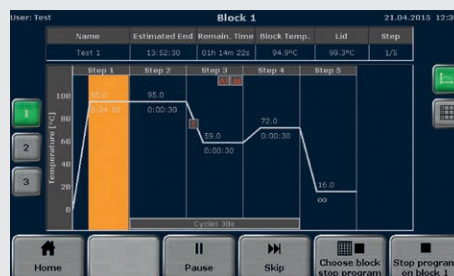 User: Test
Block 1
21.04.2015 12:3
Name Estimated End Remain. Time Block Temp. Lid Step
Test 1 13:52:30 01h 14m 22s 94.9°C 99.3°C 1/5
Step 1 Step 2 Step 3 Step 4 Step 5
Temperature [°C]
100
80
60
40
20
0
95.0
0:04:58
95.0
0:00:30
59.0
0:00:30
72.0
0:00:30
16.0
∞
Cycles 30x
1
2
3
Home
Pause
Skip
Choose block
stop program
Stop program
on block 1